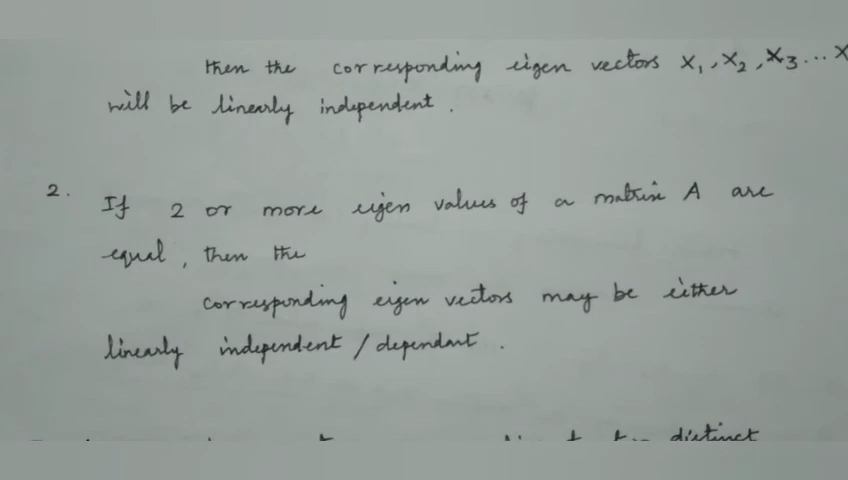 then the corresponding eigen vectors X₁, X₂, X₃... X
will be linearly independent.
2. If 2 or more eigen values of a matrix A are
equal, then the
corresponding eigen vectors may be either
linearly independent / dependant.
distinct